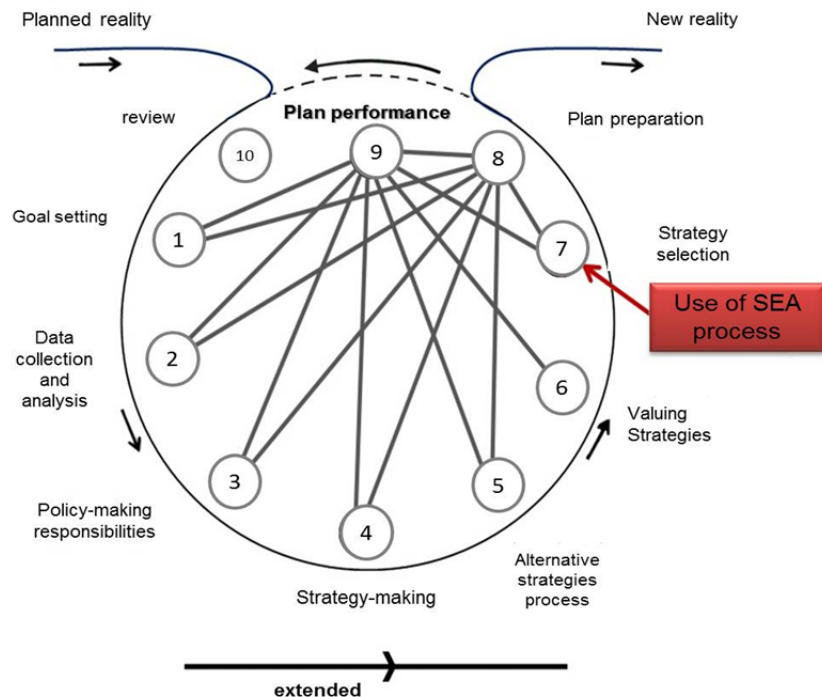 Planned reality
New reality
review
Plan performance
Plan preparation
10
9
8
Goal setting
1
7
Strategy
selection
Use of SEA
process
Data
collection
and
analysis
2
6
Valuing
Strategies
3
5
Policy-making
responsibilities
4
Alternative
strategies
process
Strategy-making
extended